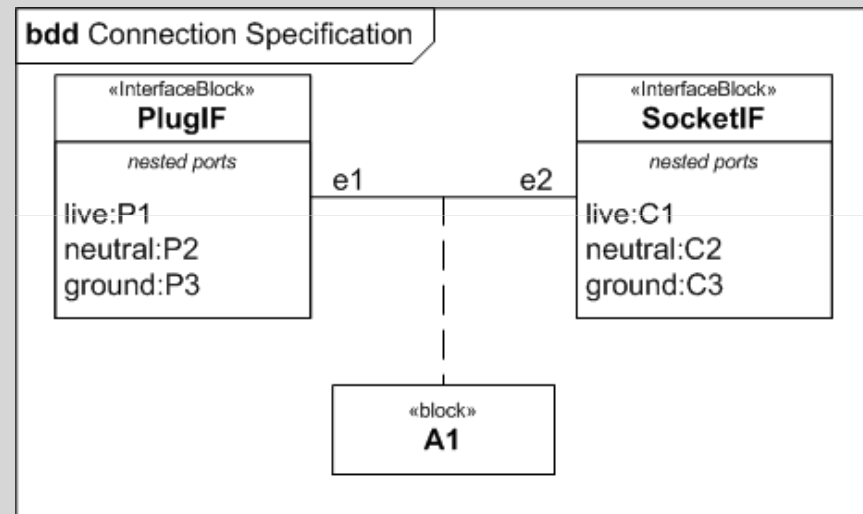 bdd Connection Specification
«InterfaceBlock»
PlugIF
nested ports
live:P1
neutral:P2
ground:P3
e1
e2
«InterfaceBlock»
SocketIF
nested ports
live:C1
neutral:C2
ground:C3
«block»
A1